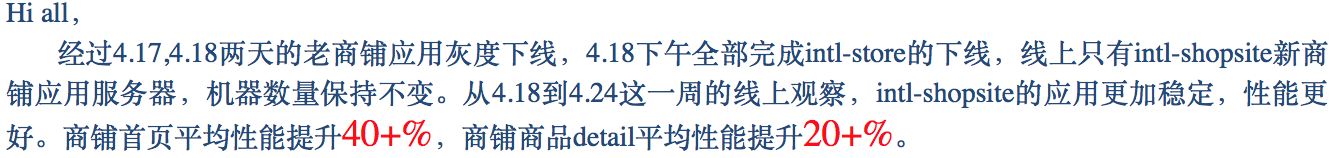 Hi all，
经过4.17,4.18两天的老商铺应用灰度下线，4.18下午全部完成intl-store的下线，线上只有intl-shopsite新商
铺应用服务器，机器数量保持不变。从4.18到4.24这一周的线上观察，intl-shopsite的应用更加稳定，性能更
好。商铺首页平均性能提升40+%，商铺商品detail平均性能提升20+%。